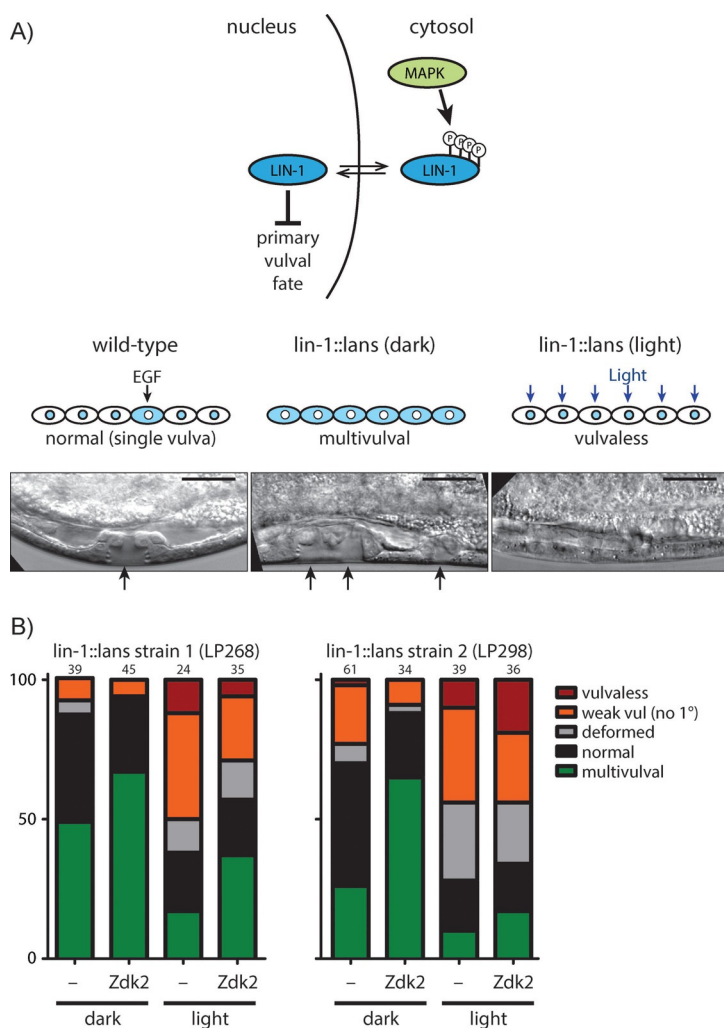 A)
nucleus cytosol
MAPK
P P P P
LIN-1 LIN-1
primary
vulval
fate
wild-type lin-1::lans (dark) lin-1::lans (light)
EGF Light
normal (single vulva) multivulval vulvaless
B)
lin-1::lans strain 1 (LP268) lin-1::lans strain 2 (LP298)
39 45 24 35 61 34 39 36
100 100
vulvaless
weak vul (no 1°)
deformed
normal
multivulval
50 50
0 0
– Zdk2 – Zdk2 – Zdk2 – Zdk2
dark light dark light